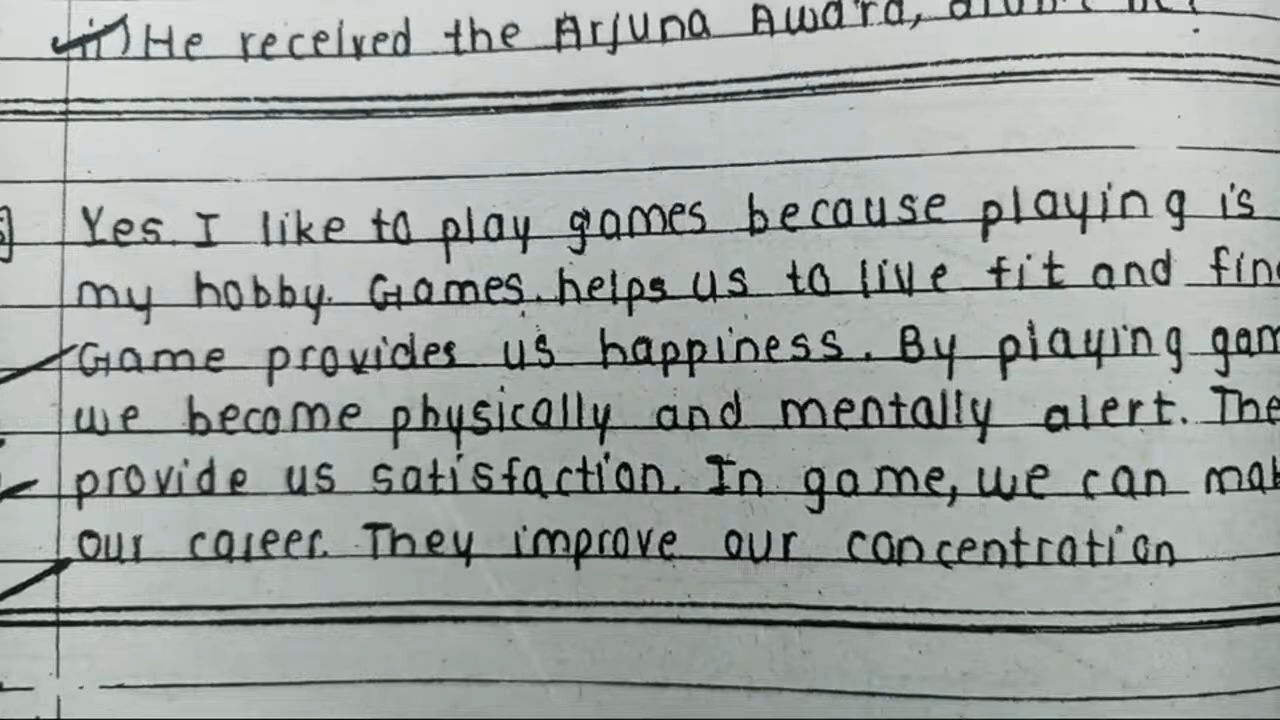 ii) He received the Arjuna Award,
Yes I like to play games because playing is
my hobby. Games helps us to live fit and
Game provides us happiness. By playing
we become physically and mentally alert.
provide us satisfaction. In game, we can
our career. They improve our concentration